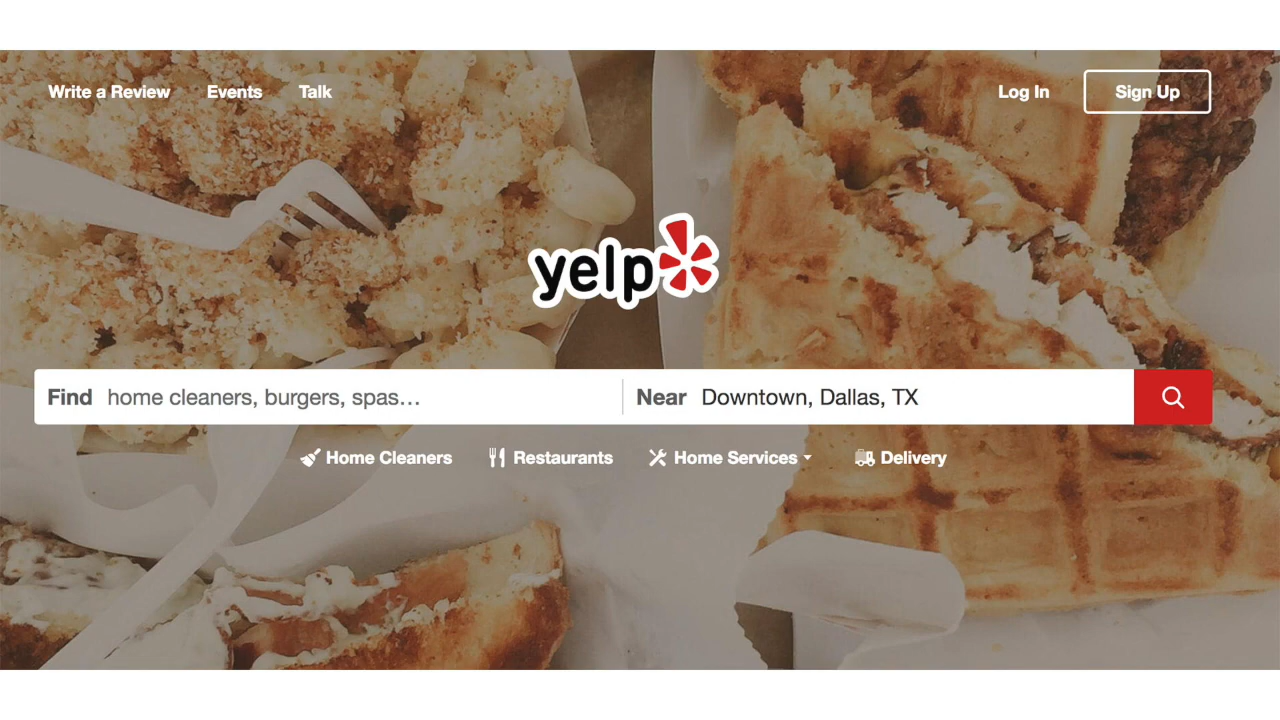 Write a Review Events Talk Log In Sign Up
yelp
Find home cleaners, burgers, spas... Near Downtown, Dallas, TX
Home Cleaners Restaurants Home Services Delivery